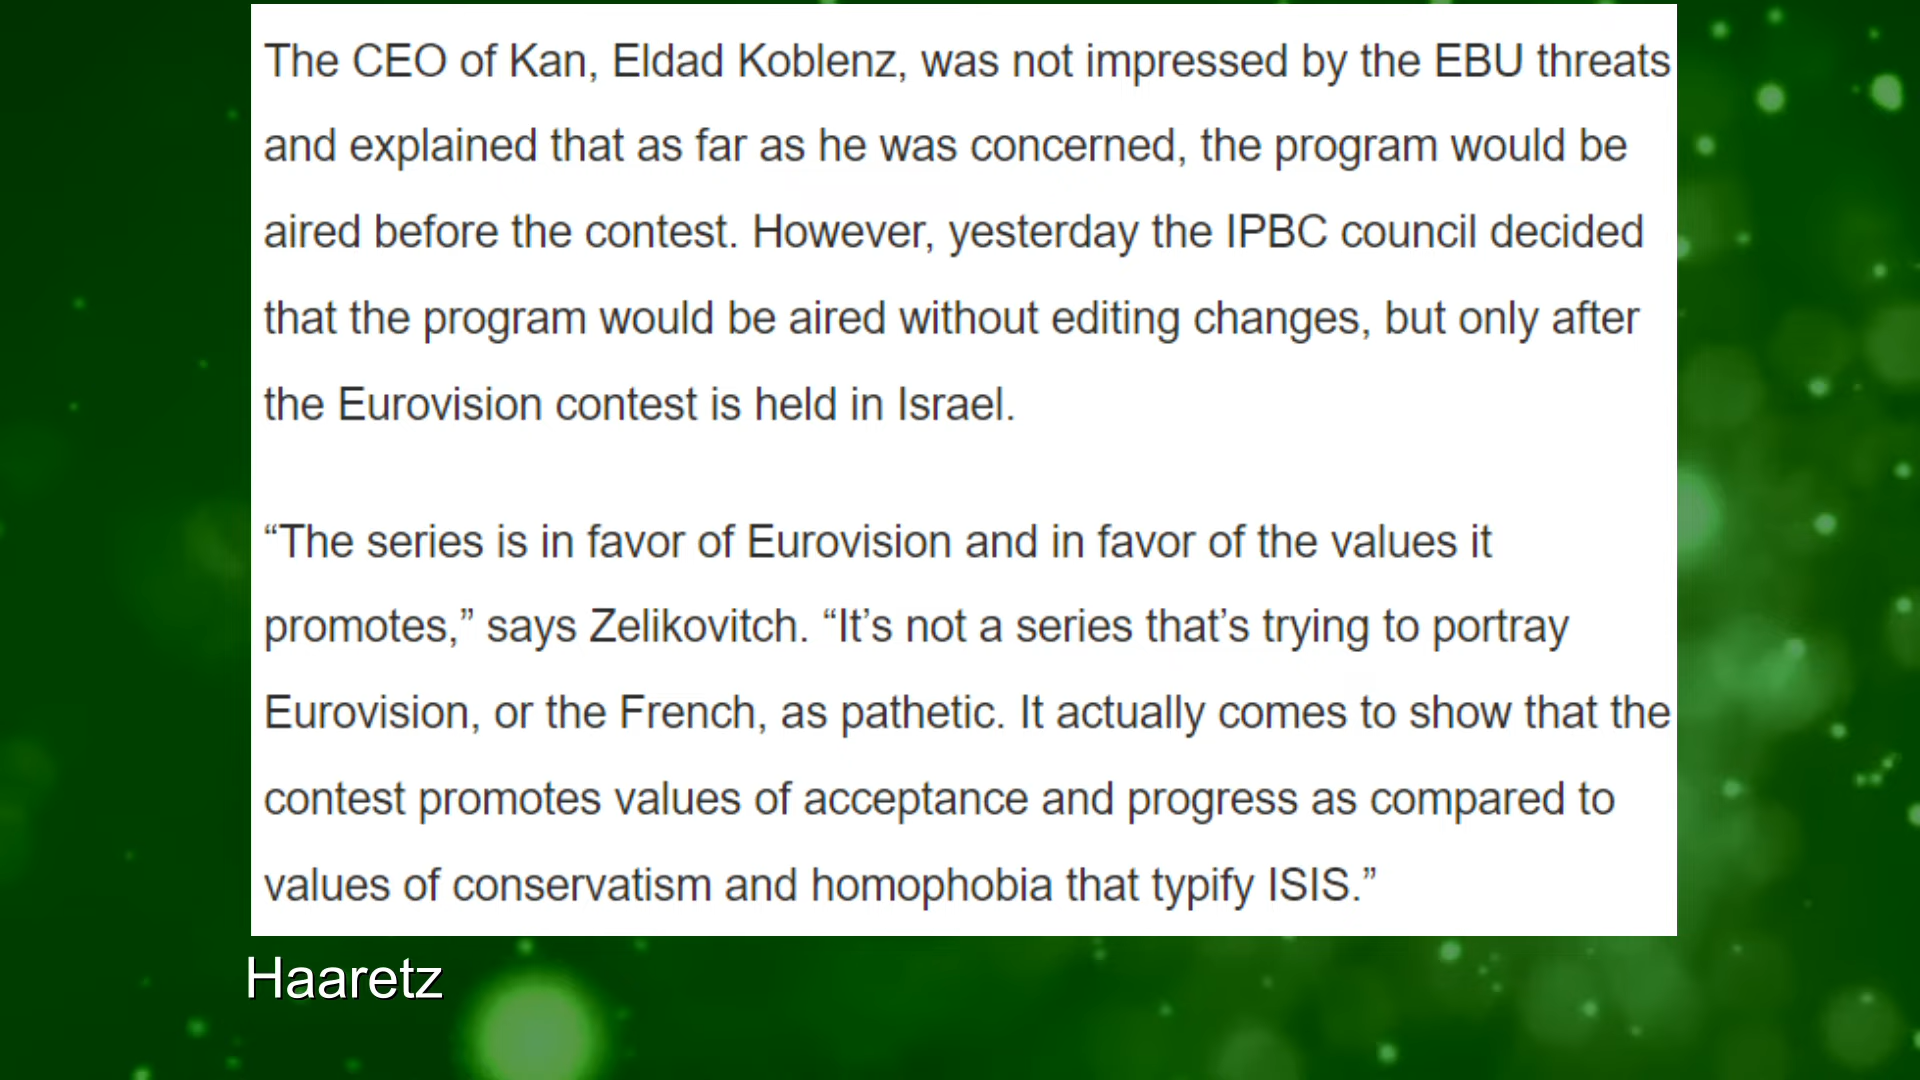 The CEO of Kan, Eldad Koblenz, was not impressed by the EBU threats
and explained that as far as he was concerned, the program would be
aired before the contest. However, yesterday the IPBC council decided
that the program would be aired without editing changes, but only after
the Eurovision contest is held in Israel.
“The series is in favor of Eurovision and in favor of the values it
promotes,” says Zelikovitch. “It’s not a series that’s trying to portray
Eurovision, or the French, as pathetic. It actually comes to show that the
contest promotes values of acceptance and progress as compared to
values of conservatism and homophobia that typify ISIS.”
Haaretz